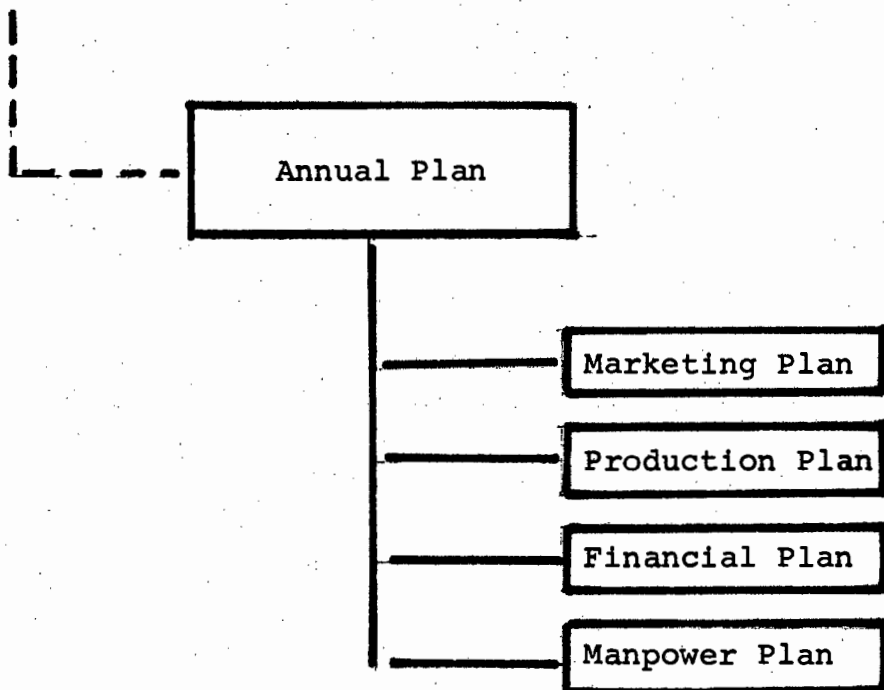 Annual Plan
Marketing Plan
Production Plan
Financial Plan
Manpower Plan